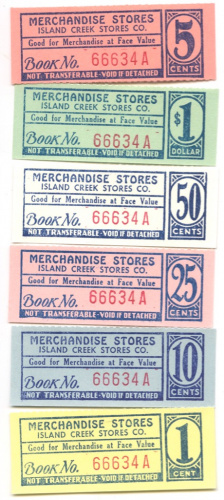 MERCHANDISE STORES
ISLAND CREEK STORES CO.
Good for Merchandise at Face Value
BOOK No. 66634A
NOT TRANSFERABLE-VOID IF DETACHED
5
CENTS
MERCHANDISE STORES
ISLAND CREEK STORES CO.
Good for Merchandise at Face Value
BOOK No. 66634A
NOT TRANSFERABLE-VOID IF DETACHED
$1
DOLLAR
MERCHANDISE STORES
ISLAND CREEK STORES CO.
Good for Merchandise at Face Value
BOOK No. 66634A
NOT TRANSFERABLE-VOID IF DETACHED
50
CENTS
MERCHANDISE STORES
ISLAND CREEK STORES CO.
Good for Merchandise at Face Value
BOOK No. 66634A
NOT TRANSFERABLE-VOID IF DETACHED
25
CENTS
MERCHANDISE STORES
ISLAND CREEK STORES CO.
Good for Merchandise at Face Value
BOOK No. 66634A
NOT TRANSFERABLE-VOID IF DETACHED
10
CENTS
MERCHANDISE STORES
ISLAND CREEK STORES CO.
Good for Merchandise at Face Value
BOOK No. 66634A
NOT TRANSFERABLE-VOID IF DETACHED
1
CENT